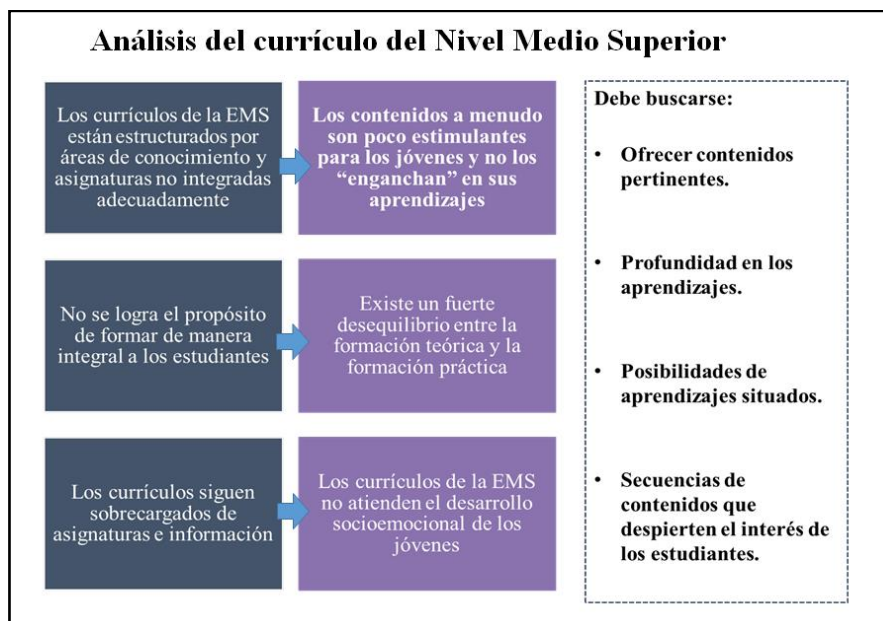 Análisis del currículo del Nivel Medio Superior
Los currículos de la EMS
están estructurados por
áreas de conocimiento y
asignaturas no integradas
adecuadamente
Los contenidos a menudo
son poco estimulantes
para los jóvenes y no los
“enganchan” en sus
aprendizajes
No se logra el propósito
de formar de manera
integral a los estudiantes
Existe un fuerte
desequilibrio entre la
formación teórica y la
formación práctica
Los currículos siguen
sobrecargados de
asignaturas e información
Los currículos de la EMS
no atienden el desarrollo
socioemocional de los
jóvenes
Debe buscarse:
• Ofrecer contenidos
pertinentes.
• Profundidad en los
aprendizajes.
• Posibilidades de
aprendizajes situados.
• Secuencias de
contenidos que
despierten el interés de
los estudiantes.